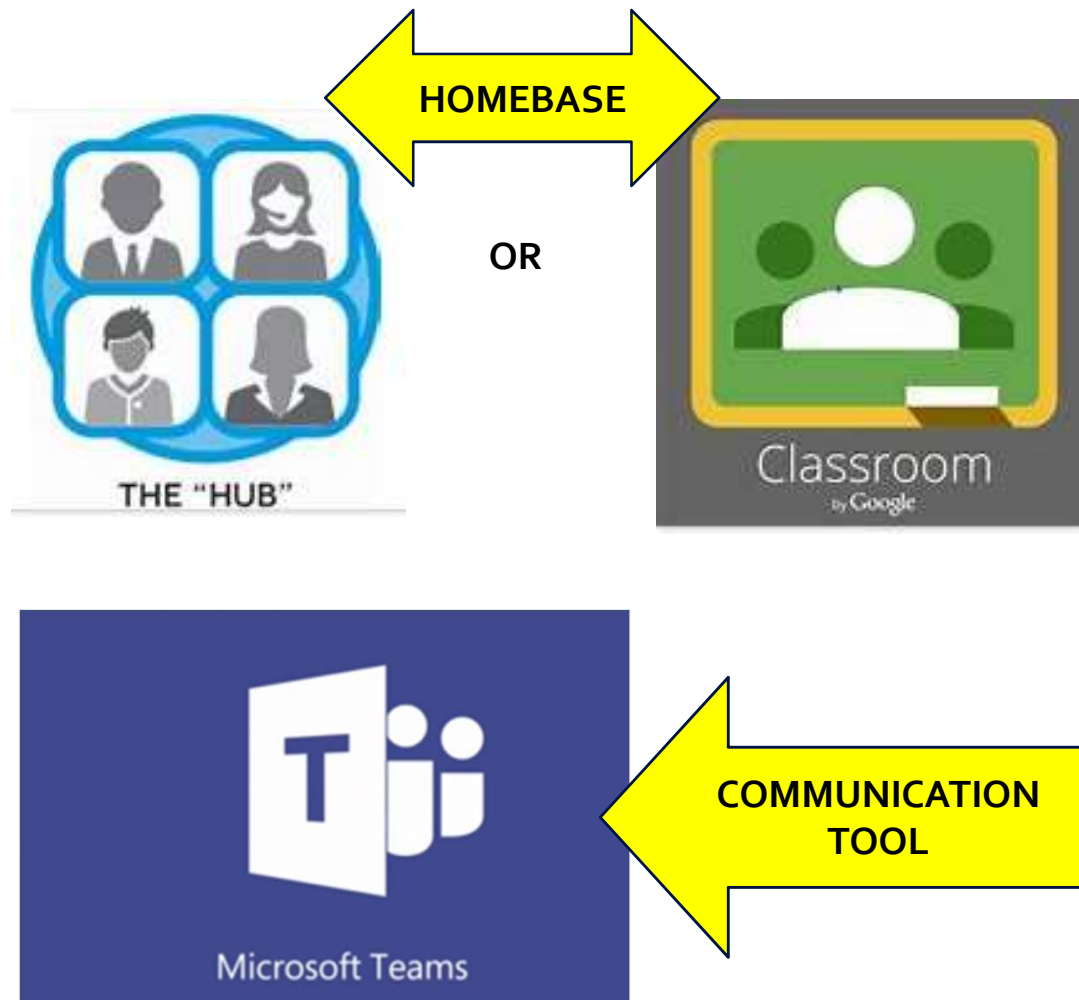 HOMEBASE
OR
THE "HUB"
Classroom
by Google
T
COMMUNICATION
TOOL
Microsoft Teams